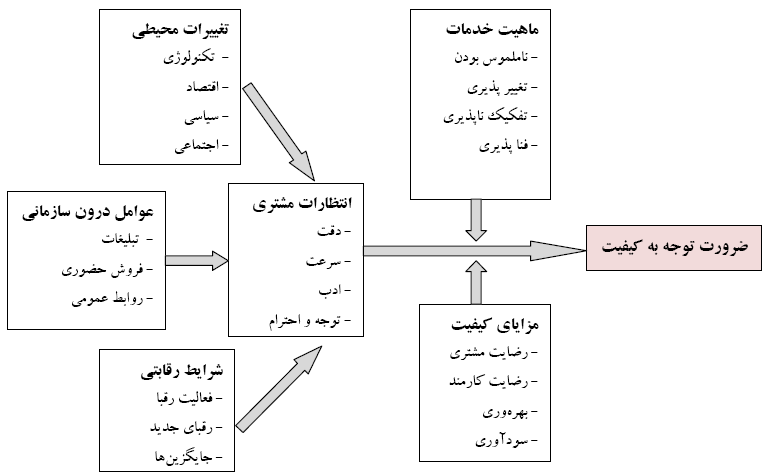 تغییرات محیطی
- تکنولوژی
- اقتصاد
- سیاسی
- اجتماعی
ماهیت خدمات
- ناملموس بودن
- تغییر پذیری
- تفکیک ناپذیری
- فنا پذیری
عوامل درون سازمانی
- تبلیغات
- فروش حضوری
- روابط عمومی
انتظارات مشتری
- دقت
- سرعت
- ادب
- توجه و احترام
ضرورت توجه به کیفیت
شرایط رقابتی
- فعالیت رقبا
- رقبای جدید
- جایگزین‌ها
مزایای کیفیت
- رضایت مشتری
- رضایت کارمند
- بهره‌وری
- سودآوری